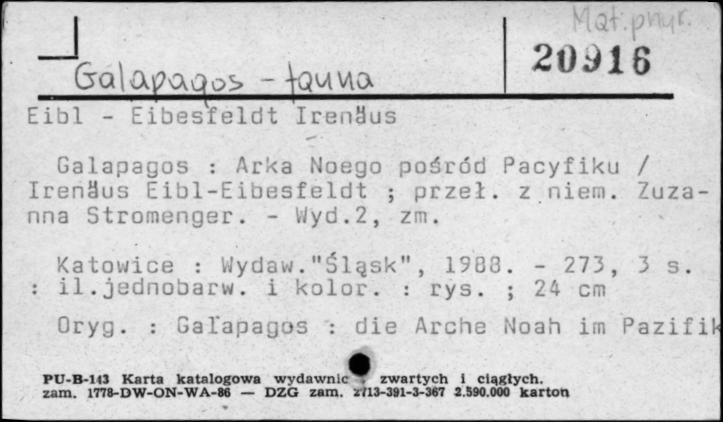 Mat. phyr.
20916
Galapagos - fauna
Eibl - Eibesfeldt Irenäus
Galapagos : Arka Noego pośród Pacyfiku /
Irenäus Eibl-Eibesfeldt ; przeł. z niem. Zuza-
nna Stromenger. - Wyd.2, zm.
Katowice : Wydaw."Śląsk", 1988. - 273, 3 s.
: il.jednobarw. i kolor. : rys. ; 24 cm
Oryg. : Galapagos : die Arche Noah im Pazifik
PU-B-143 Karta katalogowa wydawnic zwartych i ciągłych.
zam. 1778-DW-ON-WA-86 — DZG zam. 2713-391-3-367 2.590.000 karton